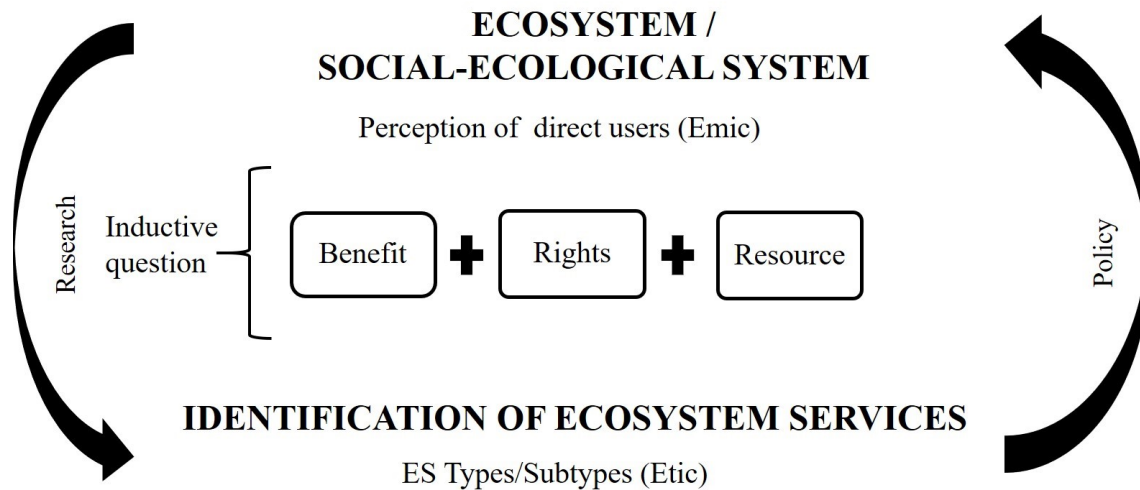 ECOSYSTEM /
SOCIAL-ECOLOGICAL SYSTEM
Perception of direct users (Emic)
Research
Inductive
question
Benefit
Rights
Resource
Policy
IDENTIFICATION OF ECOSYSTEM SERVICES
ES Types/Subtypes (Etic)